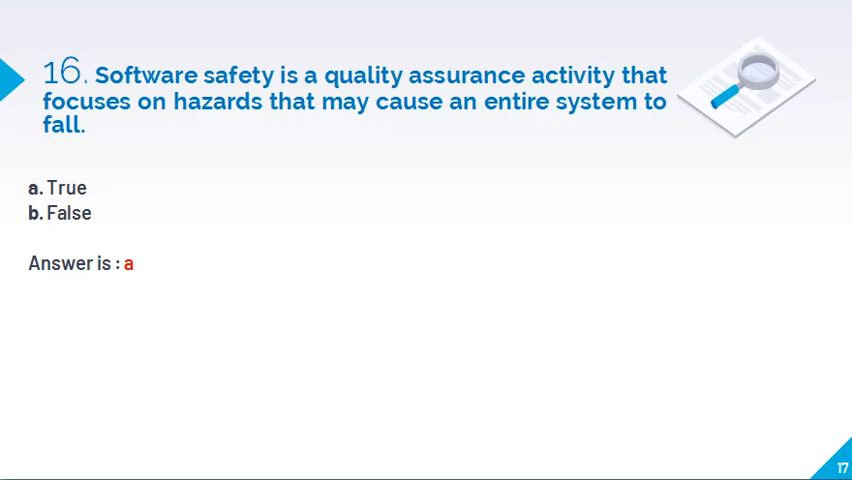 16. Software safety is a quality assurance activity that
focuses on hazards that may cause an entire system to
fall.
a. True
b. False
Answer is : a
17